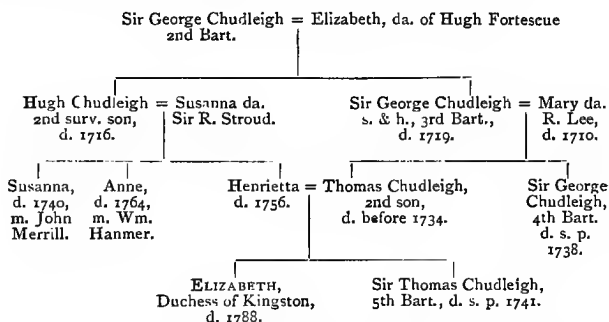 Sir George Chudleigh = Elizabeth, da. of Hugh Fortescue
2nd Bart.
Hugh Chudleigh = Susanna da.
2nd surv. son, Sir R. Stroud.
d. 1716.
Sir George Chudleigh = Mary da.
s. & h., 3rd Bart., R. Lee,
d. 1719. d. 1710.
Susanna,
d. 1740,
m. John
Merrill.
Anne,
d. 1764,
m. Wm.
Hanmer.
Henrietta = Thomas Chudleigh,
d. 1756. 2nd son,
d. before 1734.
Sir George
Chudleigh,
4th Bart.
d. s. p.
1738.
ELIZABETH,
Duchess of Kingston,
d. 1788.
Sir Thomas Chudleigh,
5th Bart., d. s. p. 1741.